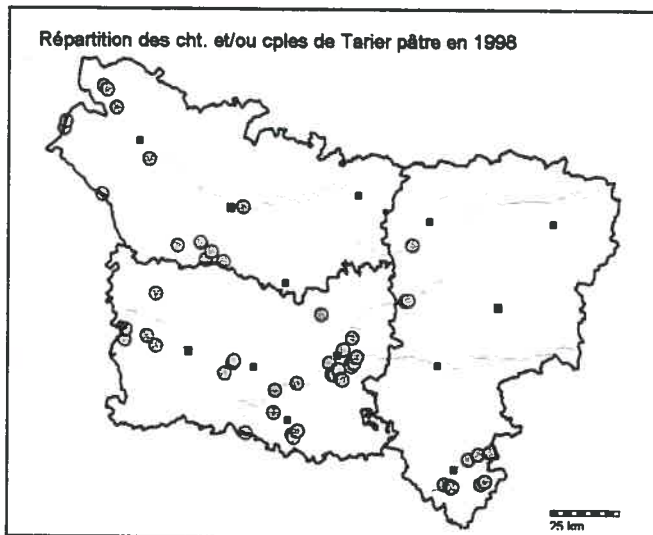 Répartition des cht. et/ou cples de Tarier pâtre en 1998
25 km